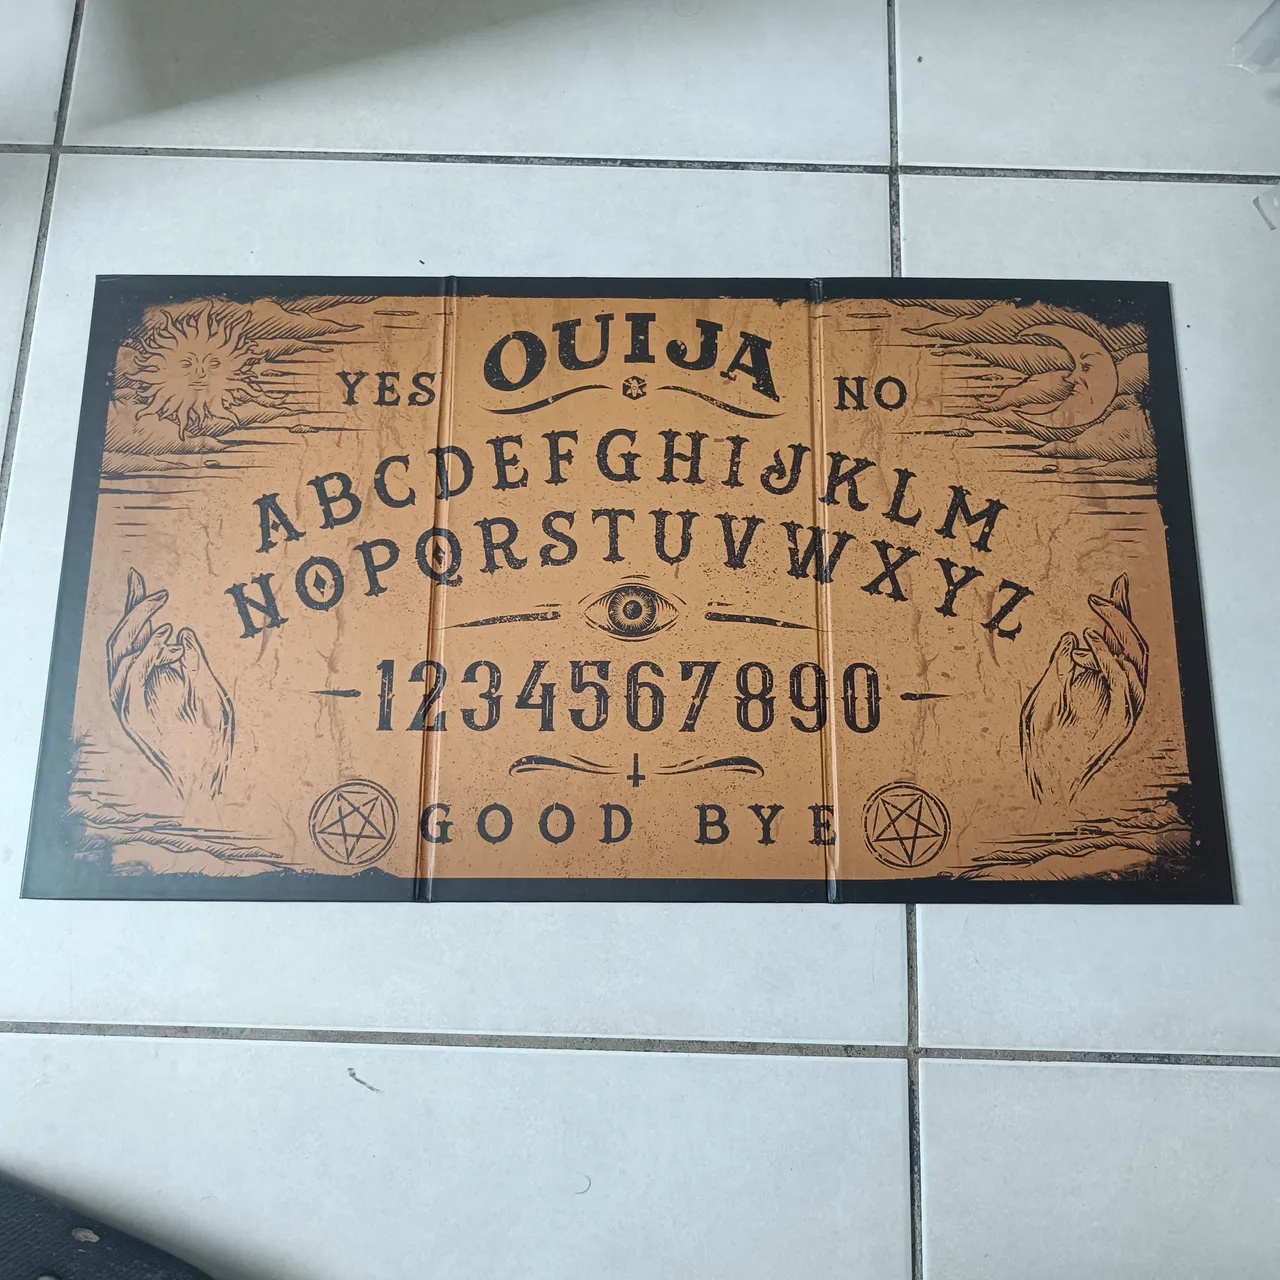 OUIJA
YES NO
ABCDEFGHIJKLM
NOPQRSTUVWXYZ
1234567890
GOOD BYE